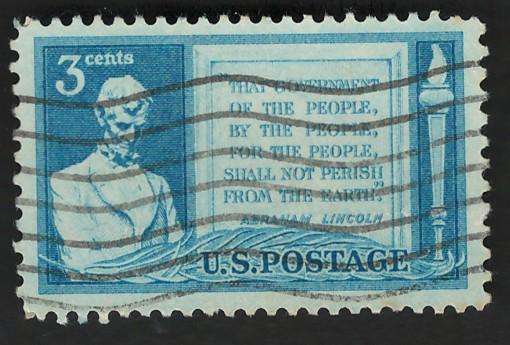 3 cents
"THAT GOVERNMENT
OF THE PEOPLE,
BY THE PEOPLE,
FOR THE PEOPLE,
SHALL NOT PERISH
FROM THE EARTH."
ABRAHAM LINCOLN
U.S.POSTAGE